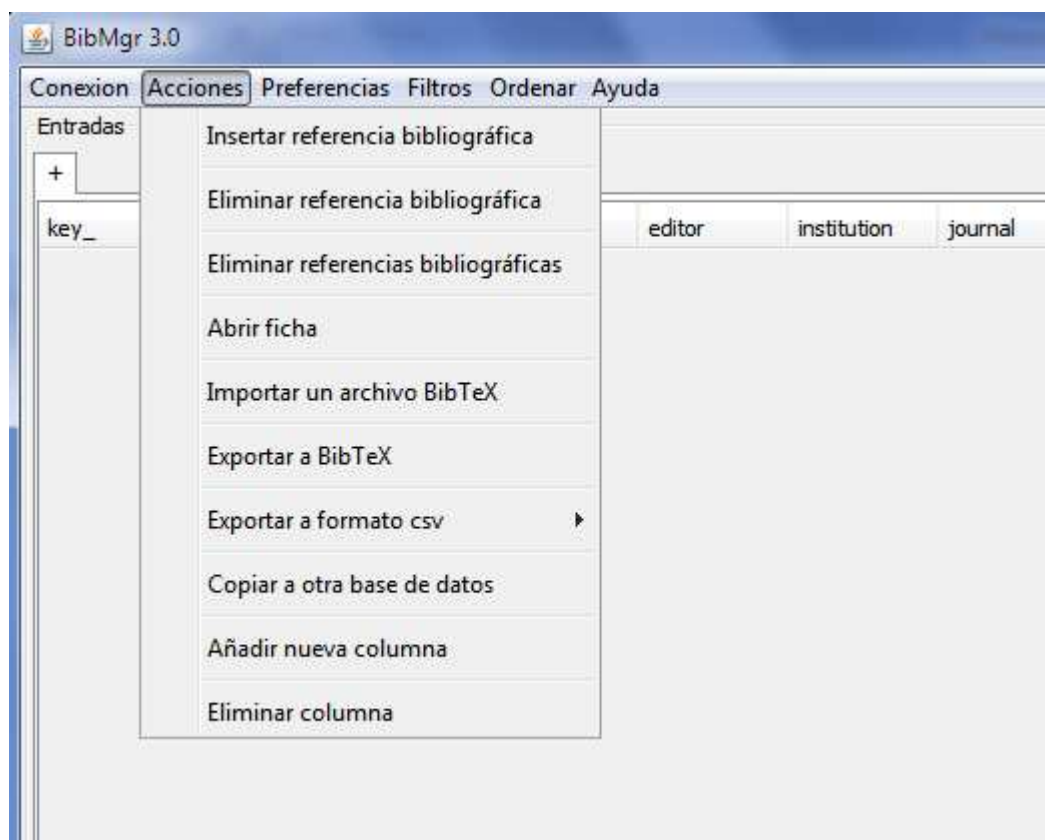 BibMgr 3.0
Conexion Acciones Preferencias Filtros Ordenar Ayuda
Entradas
+
key_ editor institution journal
Insertar referencia bibliográfica
Eliminar referencia bibliográfica
Eliminar referencias bibliográficas
Abrir ficha
Importar un archivo BibTeX
Exportar a BibTeX
Exportar a formato csv
Copiar a otra base de datos
Añadir nueva columna
Eliminar columna